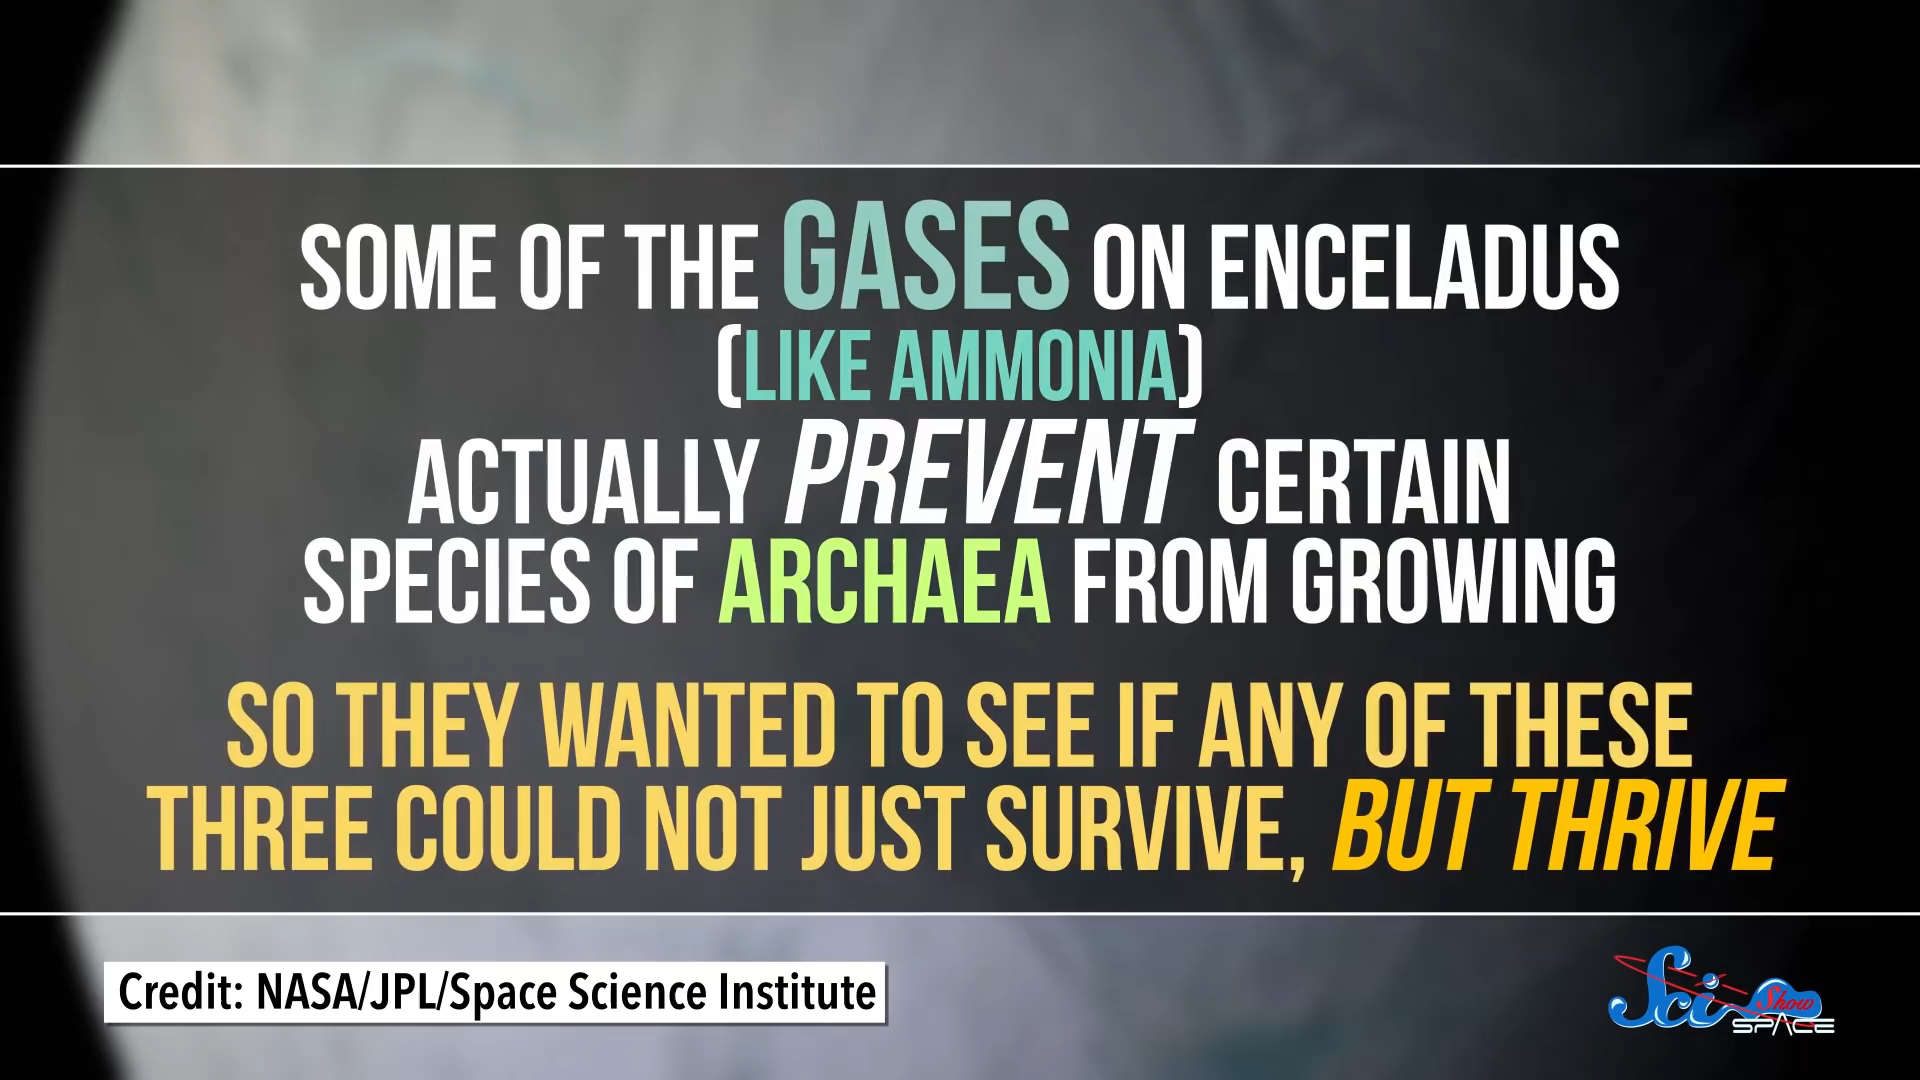 SOME OF THE GASES ON ENCELADUS
(LIKE AMMONIA)
ACTUALLY PREVENT CERTAIN
SPECIES OF ARCHAEA FROM GROWING
SO THEY WANTED TO SEE IF ANY OF THESE
THREE COULD NOT JUST SURVIVE, BUT THRIVE
Credit: NASA/JPL/Space Science Institute
Sci Show
SPACE